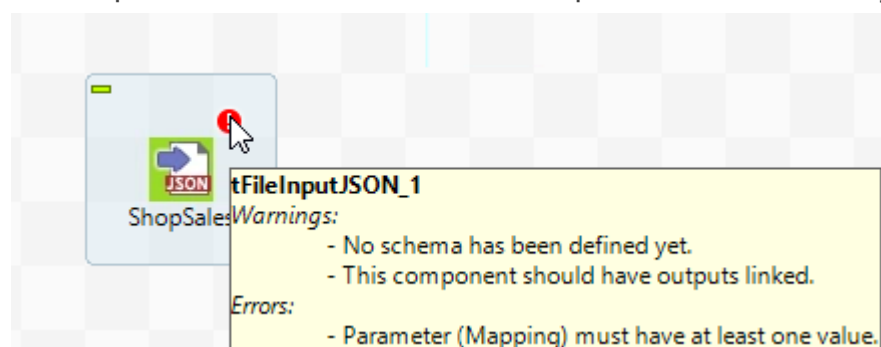 JSON
ShopSales
tFileInputJSON_1
Warnings:
- No schema has been defined yet.
- This component should have outputs linked.
Errors:
- Parameter (Mapping) must have at least one value.